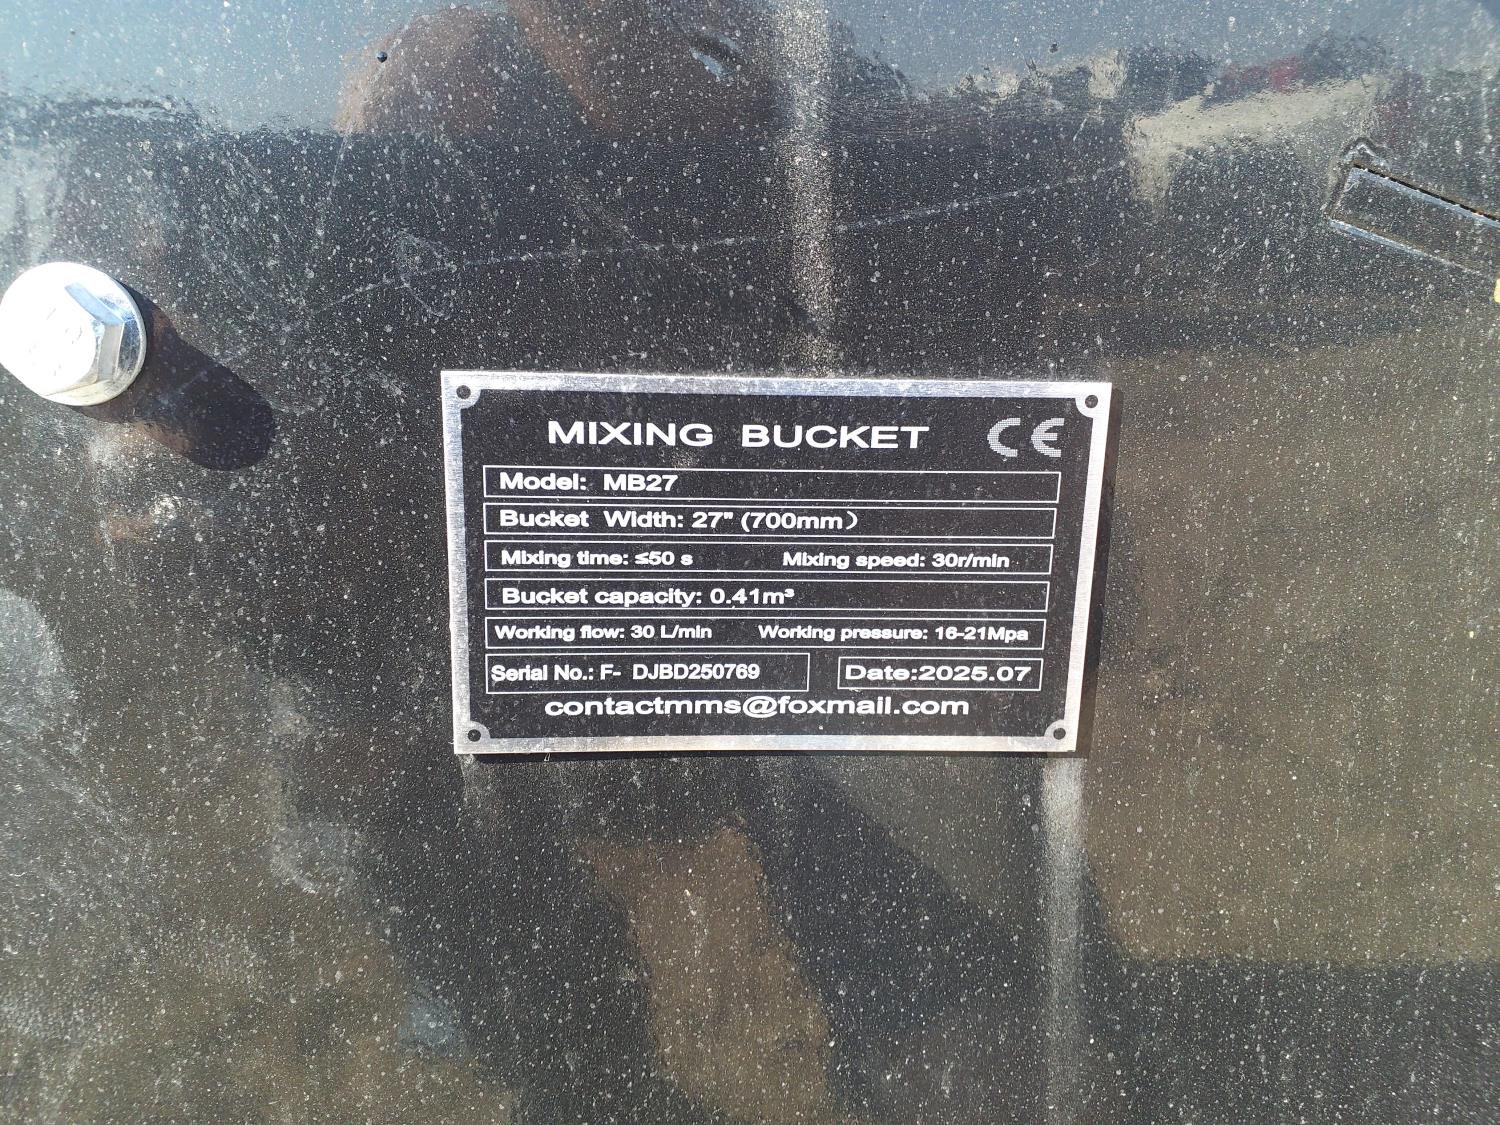 MIXING BUCKET CE
Model: MB27
Bucket Width: 27" (700mm）
Mixing time: ≤50 s Mixing speed: 30r/min
Bucket capacity: 0.41m³
Working flow: 30 L/min Working pressure: 16-21Mpa
Serial No.: F- DJBD250769 Date:2025.07
contactmms@foxmail.com